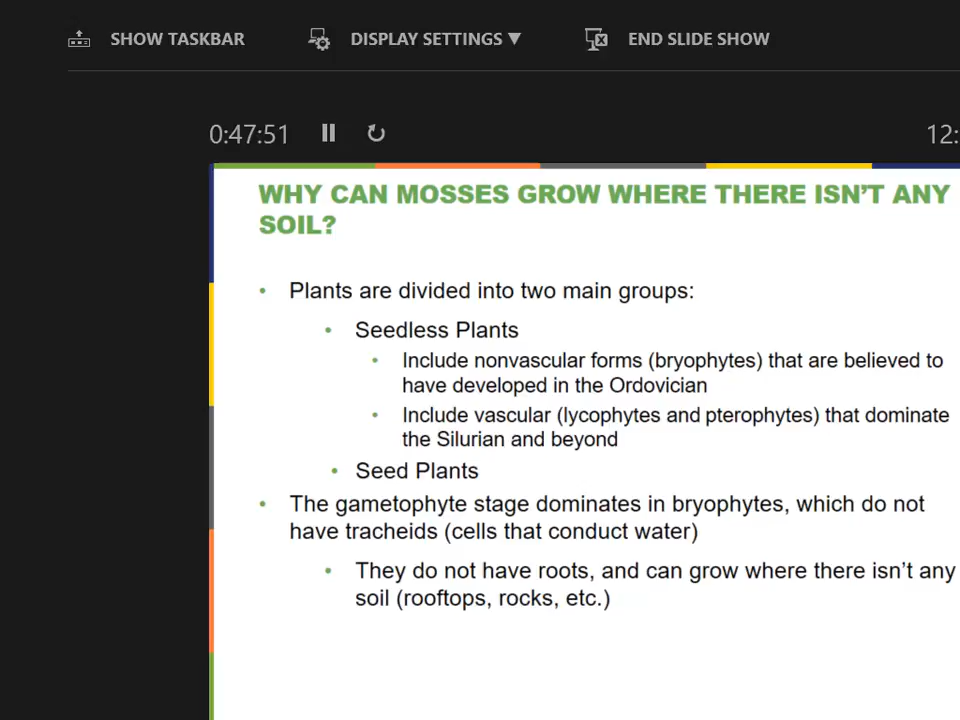 SHOW TASKBAR DISPLAY SETTINGS ▼ END SLIDE SHOW
0:47:51 12:
WHY CAN MOSSES GROW WHERE THERE ISN'T ANY
SOIL?
• Plants are divided into two main groups:
• Seedless Plants
• Include nonvascular forms (bryophytes) that are believed to
have developed in the Ordovician
• Include vascular (lycophytes and pterophytes) that dominate
the Silurian and beyond
• Seed Plants
• The gametophyte stage dominates in bryophytes, which do not
have tracheids (cells that conduct water)
• They do not have roots, and can grow where there isn't any
soil (rooftops, rocks, etc.)